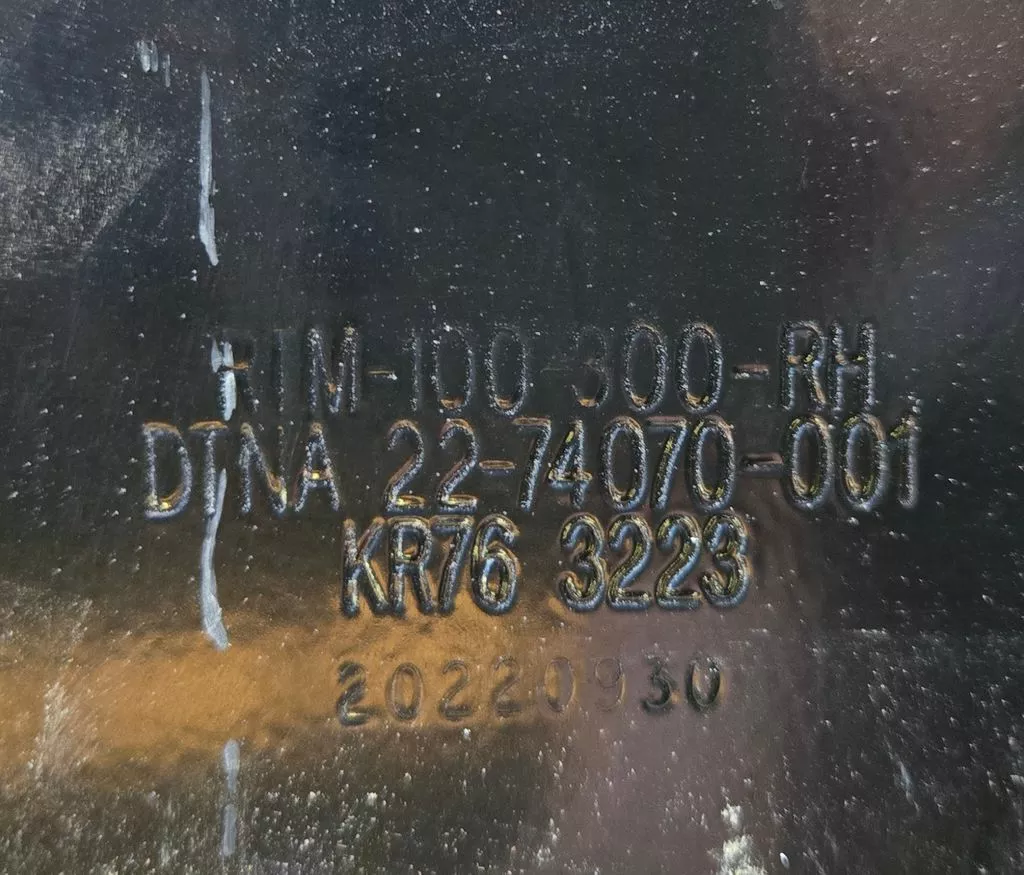 RTM-100 300-RH
DTNA 22-74070-001
KR76 3223
20220930